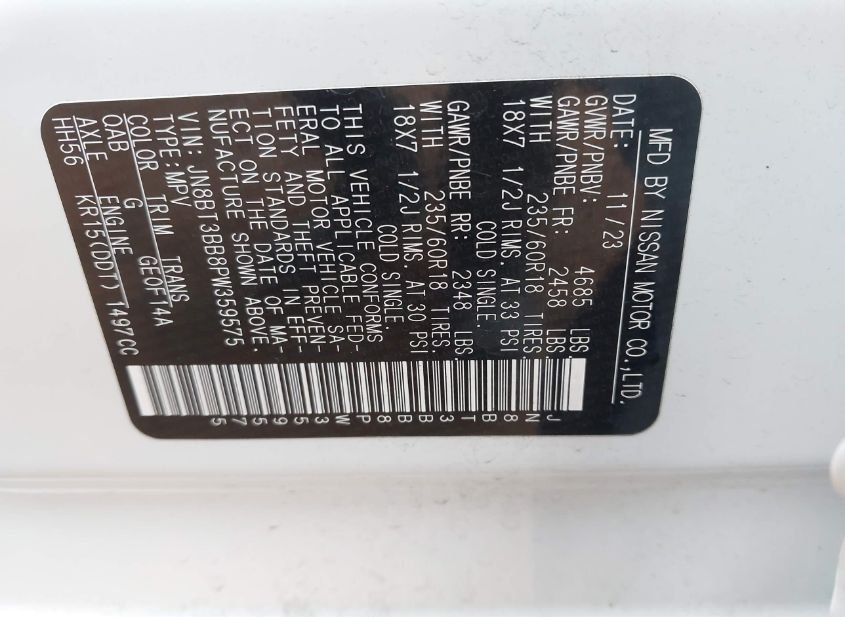 MFD BY NISSAN MOTOR CO.,LTD.
DATE: 11/23
GVWR/PNBV: 4685 LBS.
GAWR/PNBE FR: 2458 LBS.
WITH 235/60R18 TIRES
18X7 1/2J RIMS. AT 33 PSI
COLD SINGLE.
GAWR/PNBE RR: 2348 LBS.
WITH 235/60R18 TIRES
18X7 1/2J RIMS. AT 30 PSI
COLD SINGLE.
THIS VEHICLE CONFORMS
TO ALL APPLICABLE FED-
ERAL MOTOR VEHICLE SA-
FETY AND THEFT PREVEN-
TION STANDARDS IN EFF-
ECT ON THE DATE OF MA-
NUFACTURE SHOWN ABOVE.
VIN: JN8BT3BB8PW359575
TYPE: MPV
COLOR TRIM TRANS
QAB G GE0F14A
AXLE ENGINE
HH56 KR15(DDT) 1497CC
JN8BT3BB8PW359575